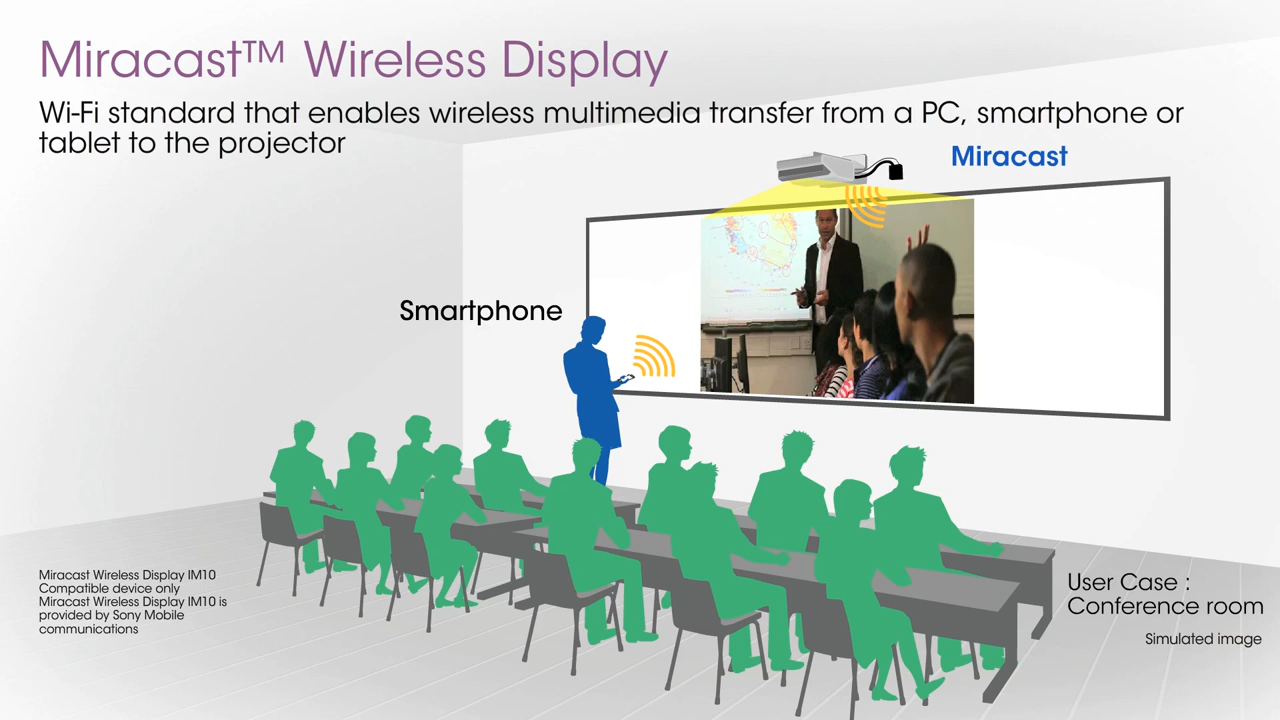 Miracast™ Wireless Display
Wi-Fi standard that enables wireless multimedia transfer from a PC, smartphone or
tablet to the projector
Miracast
Smartphone
Miracast Wireless Display IM10
Compatible device only
Miracast Wireless Display IM10 is
provided by Sony Mobile
communications
User Case :
Conference room
Simulated image